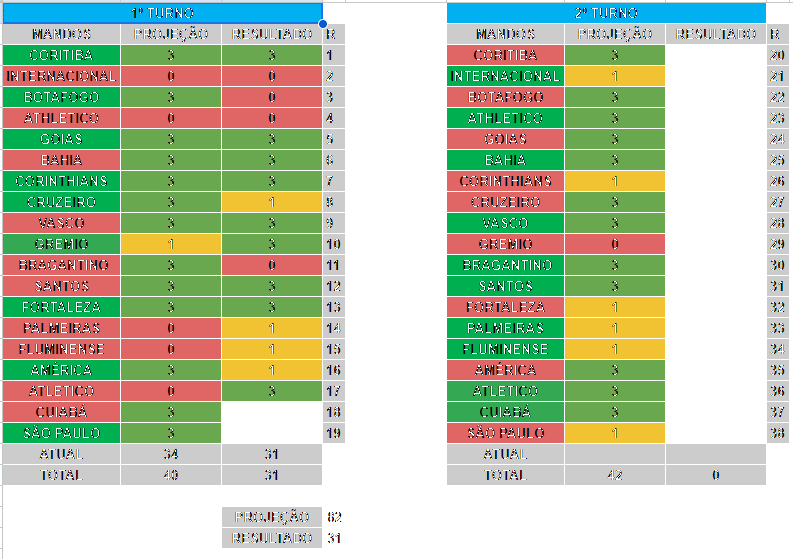 1º TURNO 2º TURNO
MANDOS PROJEÇÃO RESULTADO R MANDOS PROJEÇÃO RESULTADO R
CORITIBA 3 3 1 CORITIBA 3 20
INTERNACIONAL 0 0 2 INTERNACIONAL 1 21
BOTAFOGO 3 0 3 BOTAFOGO 3 22
ATHLETICO 0 0 4 ATHLETICO 3 23
GOIAS 3 3 5 GOIAS 3 24
BAHIA 3 3 6 BAHIA 3 25
CORINTHIANS 3 3 7 CORINTHIANS 1 26
CRUZEIRO 3 1 8 CRUZEIRO 3 27
VASCO 3 3 9 VASCO 3 28
GREMIO 1 3 10 GREMIO 0 29
BRAGANTINO 3 0 11 BRAGANTINO 3 30
SANTOS 3 3 12 SANTOS 3 31
FORTALEZA 3 3 13 FORTALEZA 1 32
PALMEIRAS 0 1 14 PALMEIRAS 1 33
FLUMINENSE 0 1 15 FLUMINENSE 1 34
AMÉRICA 3 1 16 AMÉRICA 3 35
ATLETICO 0 3 17 ATLETICO 3 36
CUIABÁ 3 18 CUIABÁ 3 37
SÃO PAULO 3 19 SÃO PAULO 1 38
ATUAL 34 31 ATUAL
TOTAL 40 31 TOTAL 42 0
PROJEÇÃO 82
RESULTADO 31